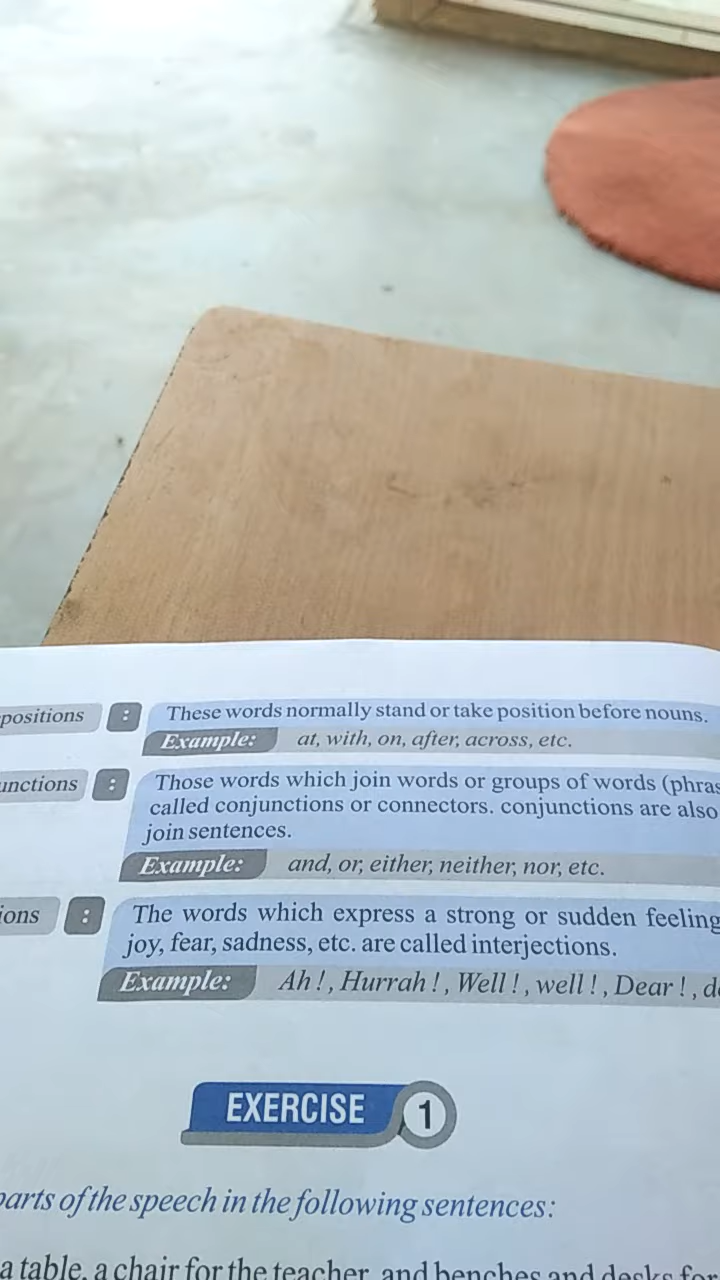 positions : These words normally stand or take position before nouns.
Example: at, with, on, after, across, etc.
unctions : Those words which join words or groups of words (phras
called conjunctions or connectors. conjunctions are also
join sentences.
Example: and, or, either, neither, nor, etc.
ions : The words which express a strong or sudden feeling
joy, fear, sadness, etc. are called interjections.
Example: Ah !, Hurrah !, Well !, well !, Dear !, d
EXERCISE 1
parts of the speech in the following sentences:
a table, a chair for the teacher, and benches and desks for